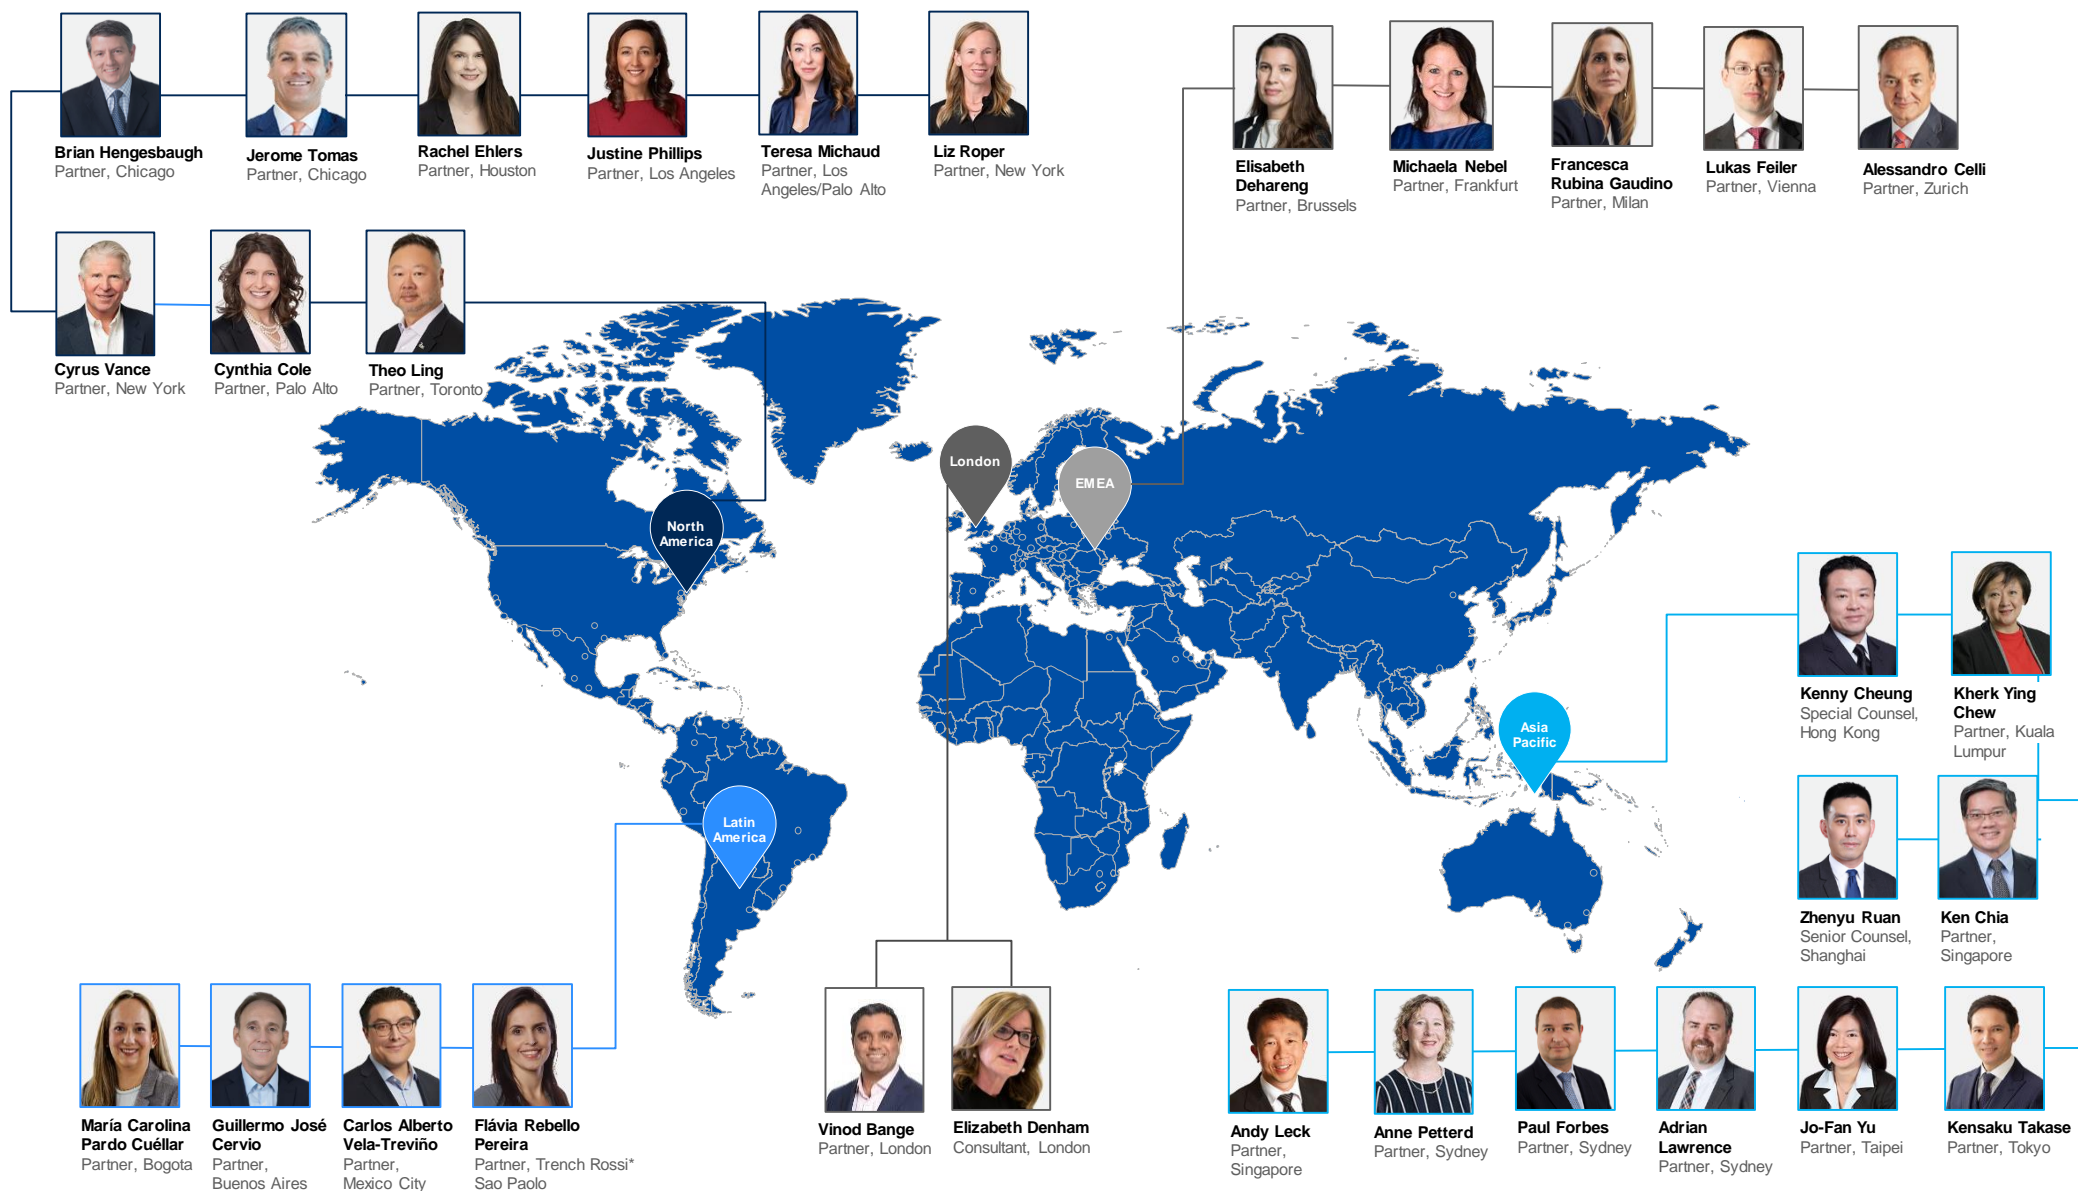 Brian Hengesbaugh
Partner, Chicago
Jerome Tomas
Partner, Chicago
Rachel Ehlers
Partner, Houston
Justine Phillips
Partner, Los Angeles
Teresa Michaud
Partner, Los
Angeles/Palo Alto
Liz Roper
Partner, New York
Elisabeth
Dehareng
Partner, Brussels
Michaela Nebel
Partner, Frankfurt
Francesca
Rubina Gaudino
Partner, Milan
Lukas Feiler
Partner, Vienna
Alessandro Celli
Partner, Zurich
Cyrus Vance
Partner, New York
Cynthia Cole
Partner, Palo Alto
Theo Ling
Partner, Toronto
London
EMEA
North
America
Asia
Pacific
Latin
America
Kenny Cheung
Special Counsel,
Hong Kong
Kherk Ying
Chew
Partner, Kuala
Lumpur
Zhenyu Ruan
Senior Counsel,
Shanghai
Ken Chia
Partner,
Singapore
María Carolina
Pardo Cuéllar
Partner, Bogota
Guillermo José
Cervio
Partner,
Buenos Aires
Carlos Alberto
Vela-Treviño
Partner,
Mexico City
Flávia Rebello
Pereira
Partner, Trench Rossi*
Sao Paolo
Vinod Bange
Partner, London
Elizabeth Denham
Consultant, London
Andy Leck
Partner,
Singapore
Anne Petterd
Partner, Sydney
Paul Forbes
Partner, Sydney
Adrian
Lawrence
Partner, Sydney
Jo-Fan Yu
Partner, Taipei
Kensaku Takase
Partner, Tokyo